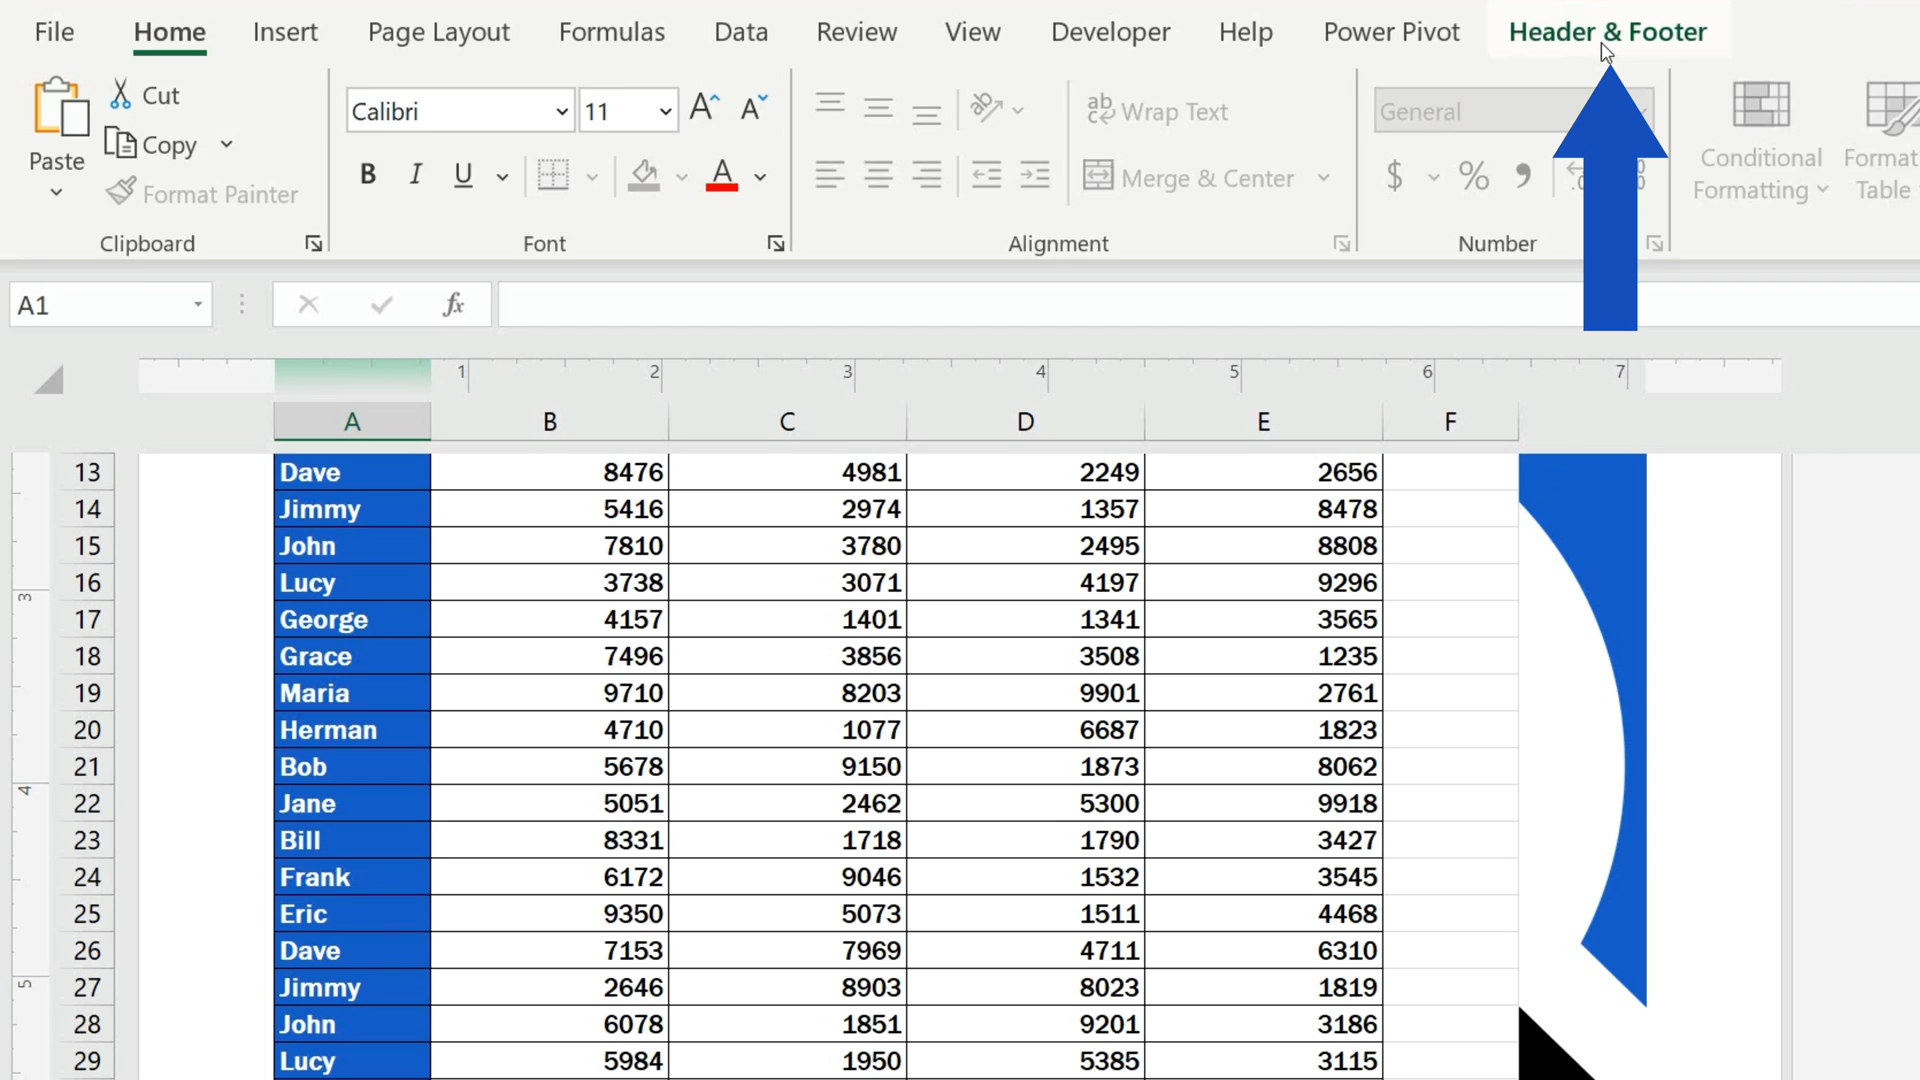 File Home Insert Page Layout Formulas Data Review View Developer Help Power Pivot Header & Footer
Paste
Cut
Copy
Format Painter
Clipboard
Calibri 11
B I U
Font
Wrap Text
Merge & Center
Alignment
General
$ % ,
Number
Conditional
Formatting
Format
Table
A1
fx
1 2 3 4 5 6 7
A B C D E F
13 Dave 8476 4981 2249 2656
14 Jimmy 5416 2974 1357 8478
15 John 7810 3780 2495 8808
16 Lucy 3738 3071 4197 9296
17 George 4157 1401 1341 3565
18 Grace 7496 3856 3508 1235
19 Maria 9710 8203 9901 2761
20 Herman 4710 1077 6687 1823
21 Bob 5678 9150 1873 8062
22 Jane 5051 2462 5300 9918
23 Bill 8331 1718 1790 3427
24 Frank 6172 9046 1532 3545
25 Eric 9350 5073 1511 4468
26 Dave 7153 7969 4711 6310
27 Jimmy 2646 8903 8023 1819
28 John 6078 1851 9201 3186
29 Lucy 5984 1950 5385 3115
3
4
5